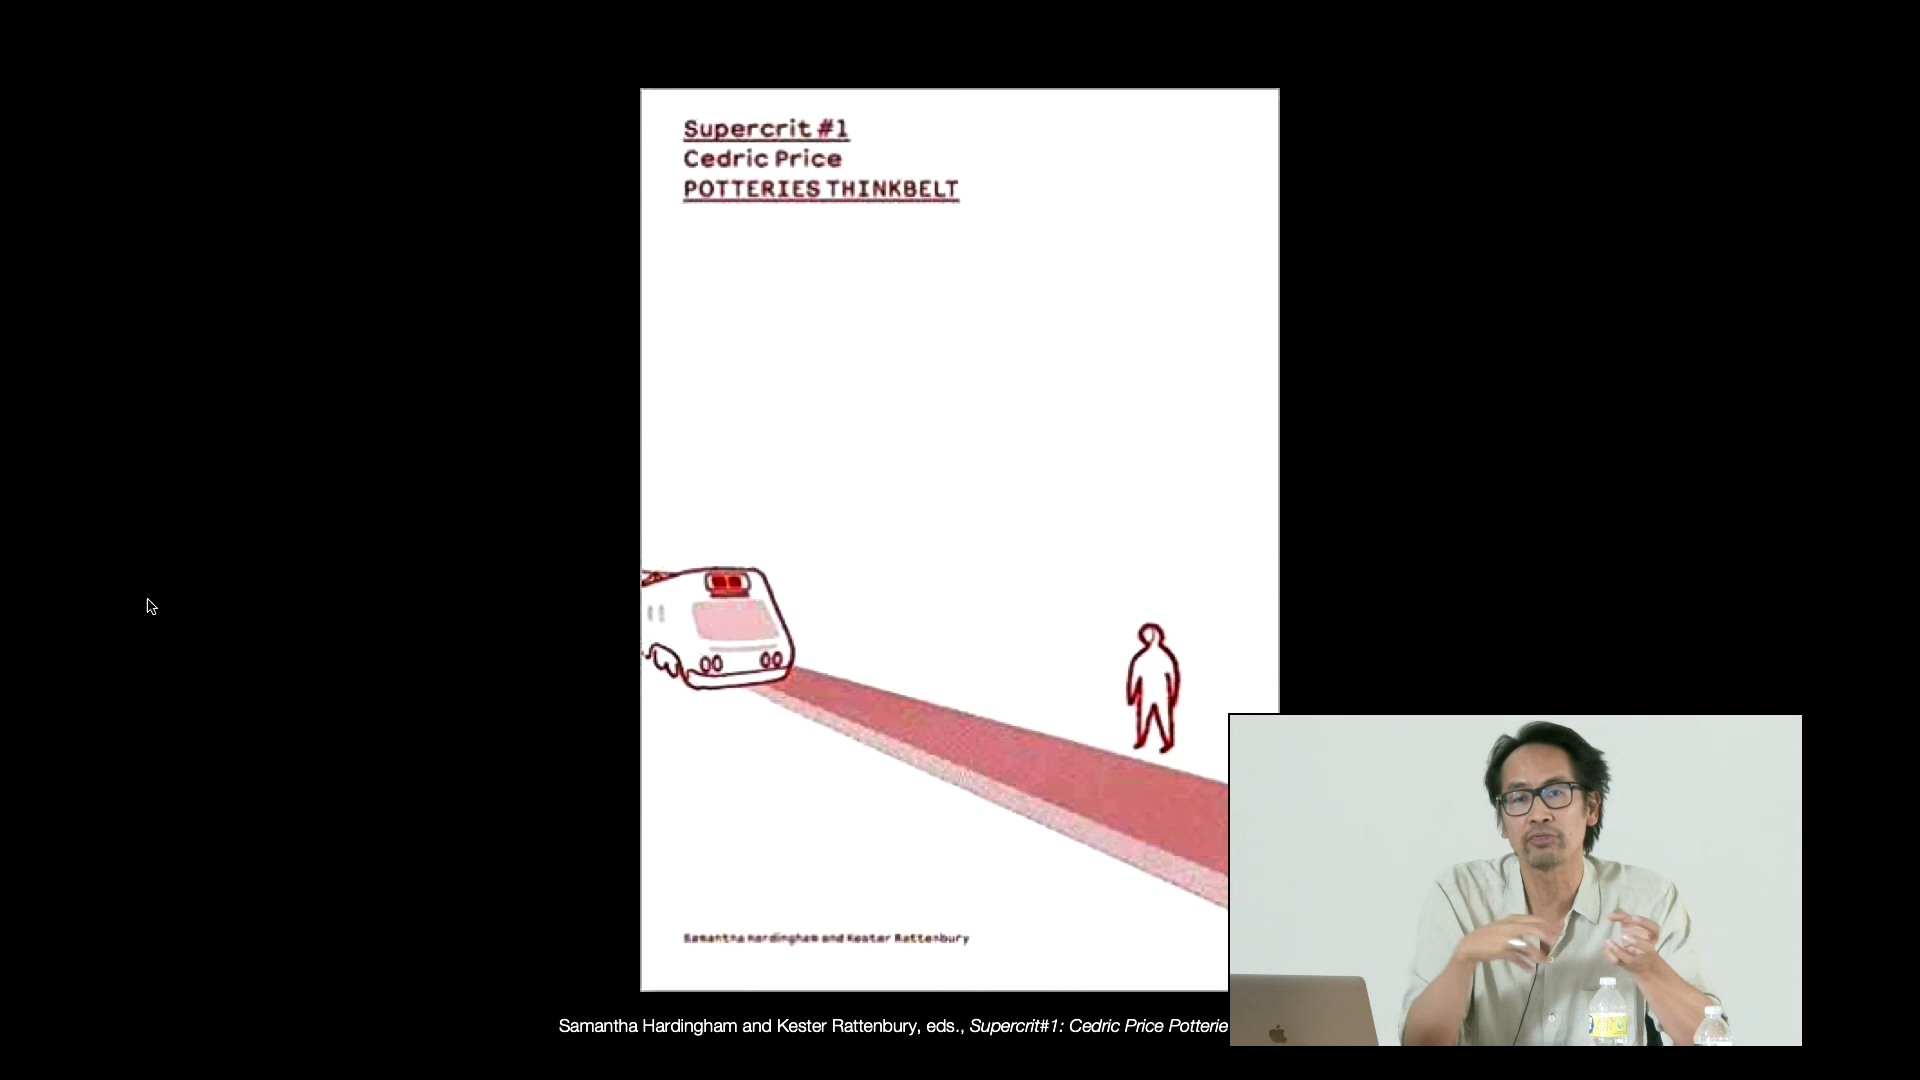 Supercrit #1
Cedric Price
POTTERIES THINKBELT
Samantha Hardingham and Kester Rattenbury
Samantha Hardingham and Kester Rattenbury, eds., Supercrit#1: Cedric Price Potterie